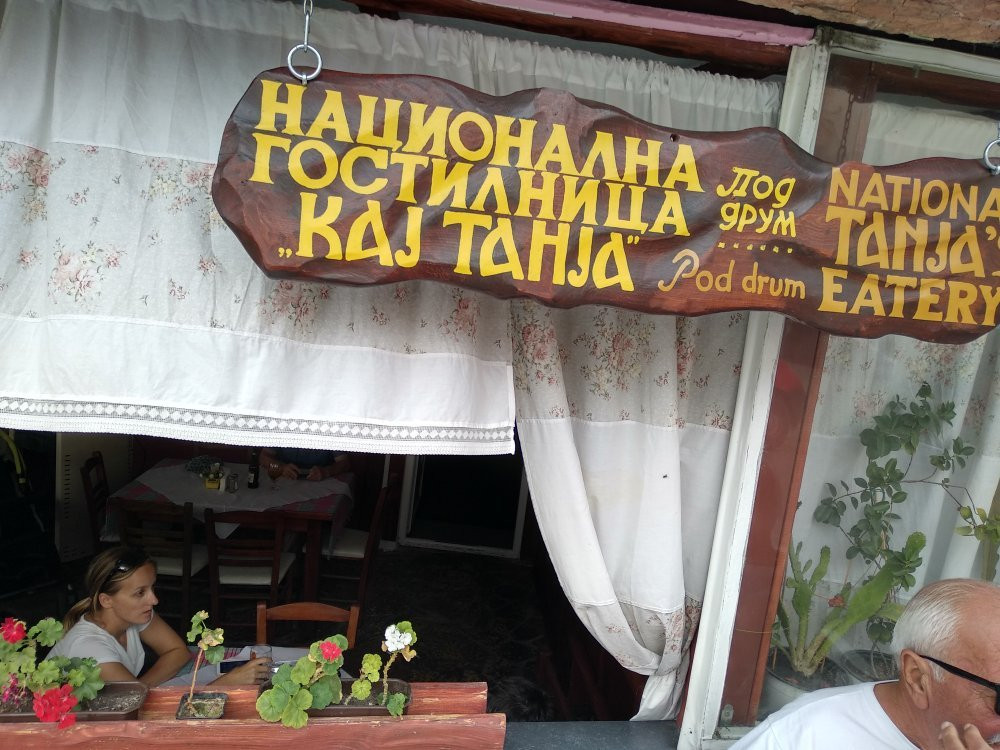 НАЦИОНАЛНА
ГОСТИЛНИЦА
„КАЈ ТАЊА“
Под
друм
Pod drum
NATIONA
TANJA'S
EATERY